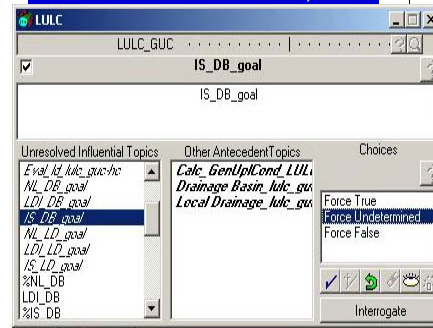 LULC
LULC_GUC
IS_DB_goal
IS_DB_goal
Unresolved Influential Topics
Eval_ld_lulc_guc-hc
NL_DB_goal
LDI_DB_goal
IS_DB_goal
NL_LD_goal
LDI_LD_goal
IS_LD_goal
%NL_DB
LDI_DB
%IS_DB
Other AntecedentTopics
Calc_GenUplCond_LUL
Drainage Basin_lulc_gu
Local Drainage_lulc_gu
Choices
Force True
Force Undetermined
Force False
Interrogate